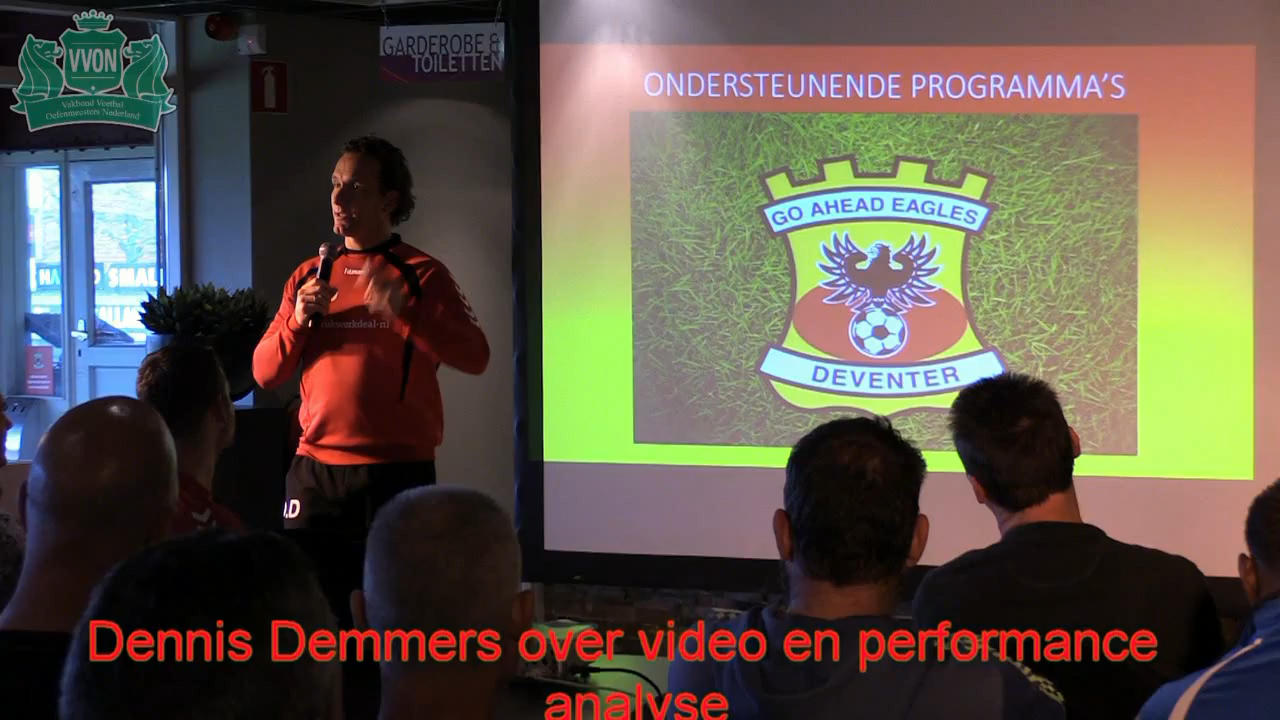 VVON
Vakbond Voetbal
Oefenmeesters Nederland
GARDEROBE &
TOILETTEN
ONDERSTEUNENDE PROGRAMMA'S
GO AHEAD EAGLES
DEVENTER
hummel
.D
Dennis Demmers over video en performance
analyse